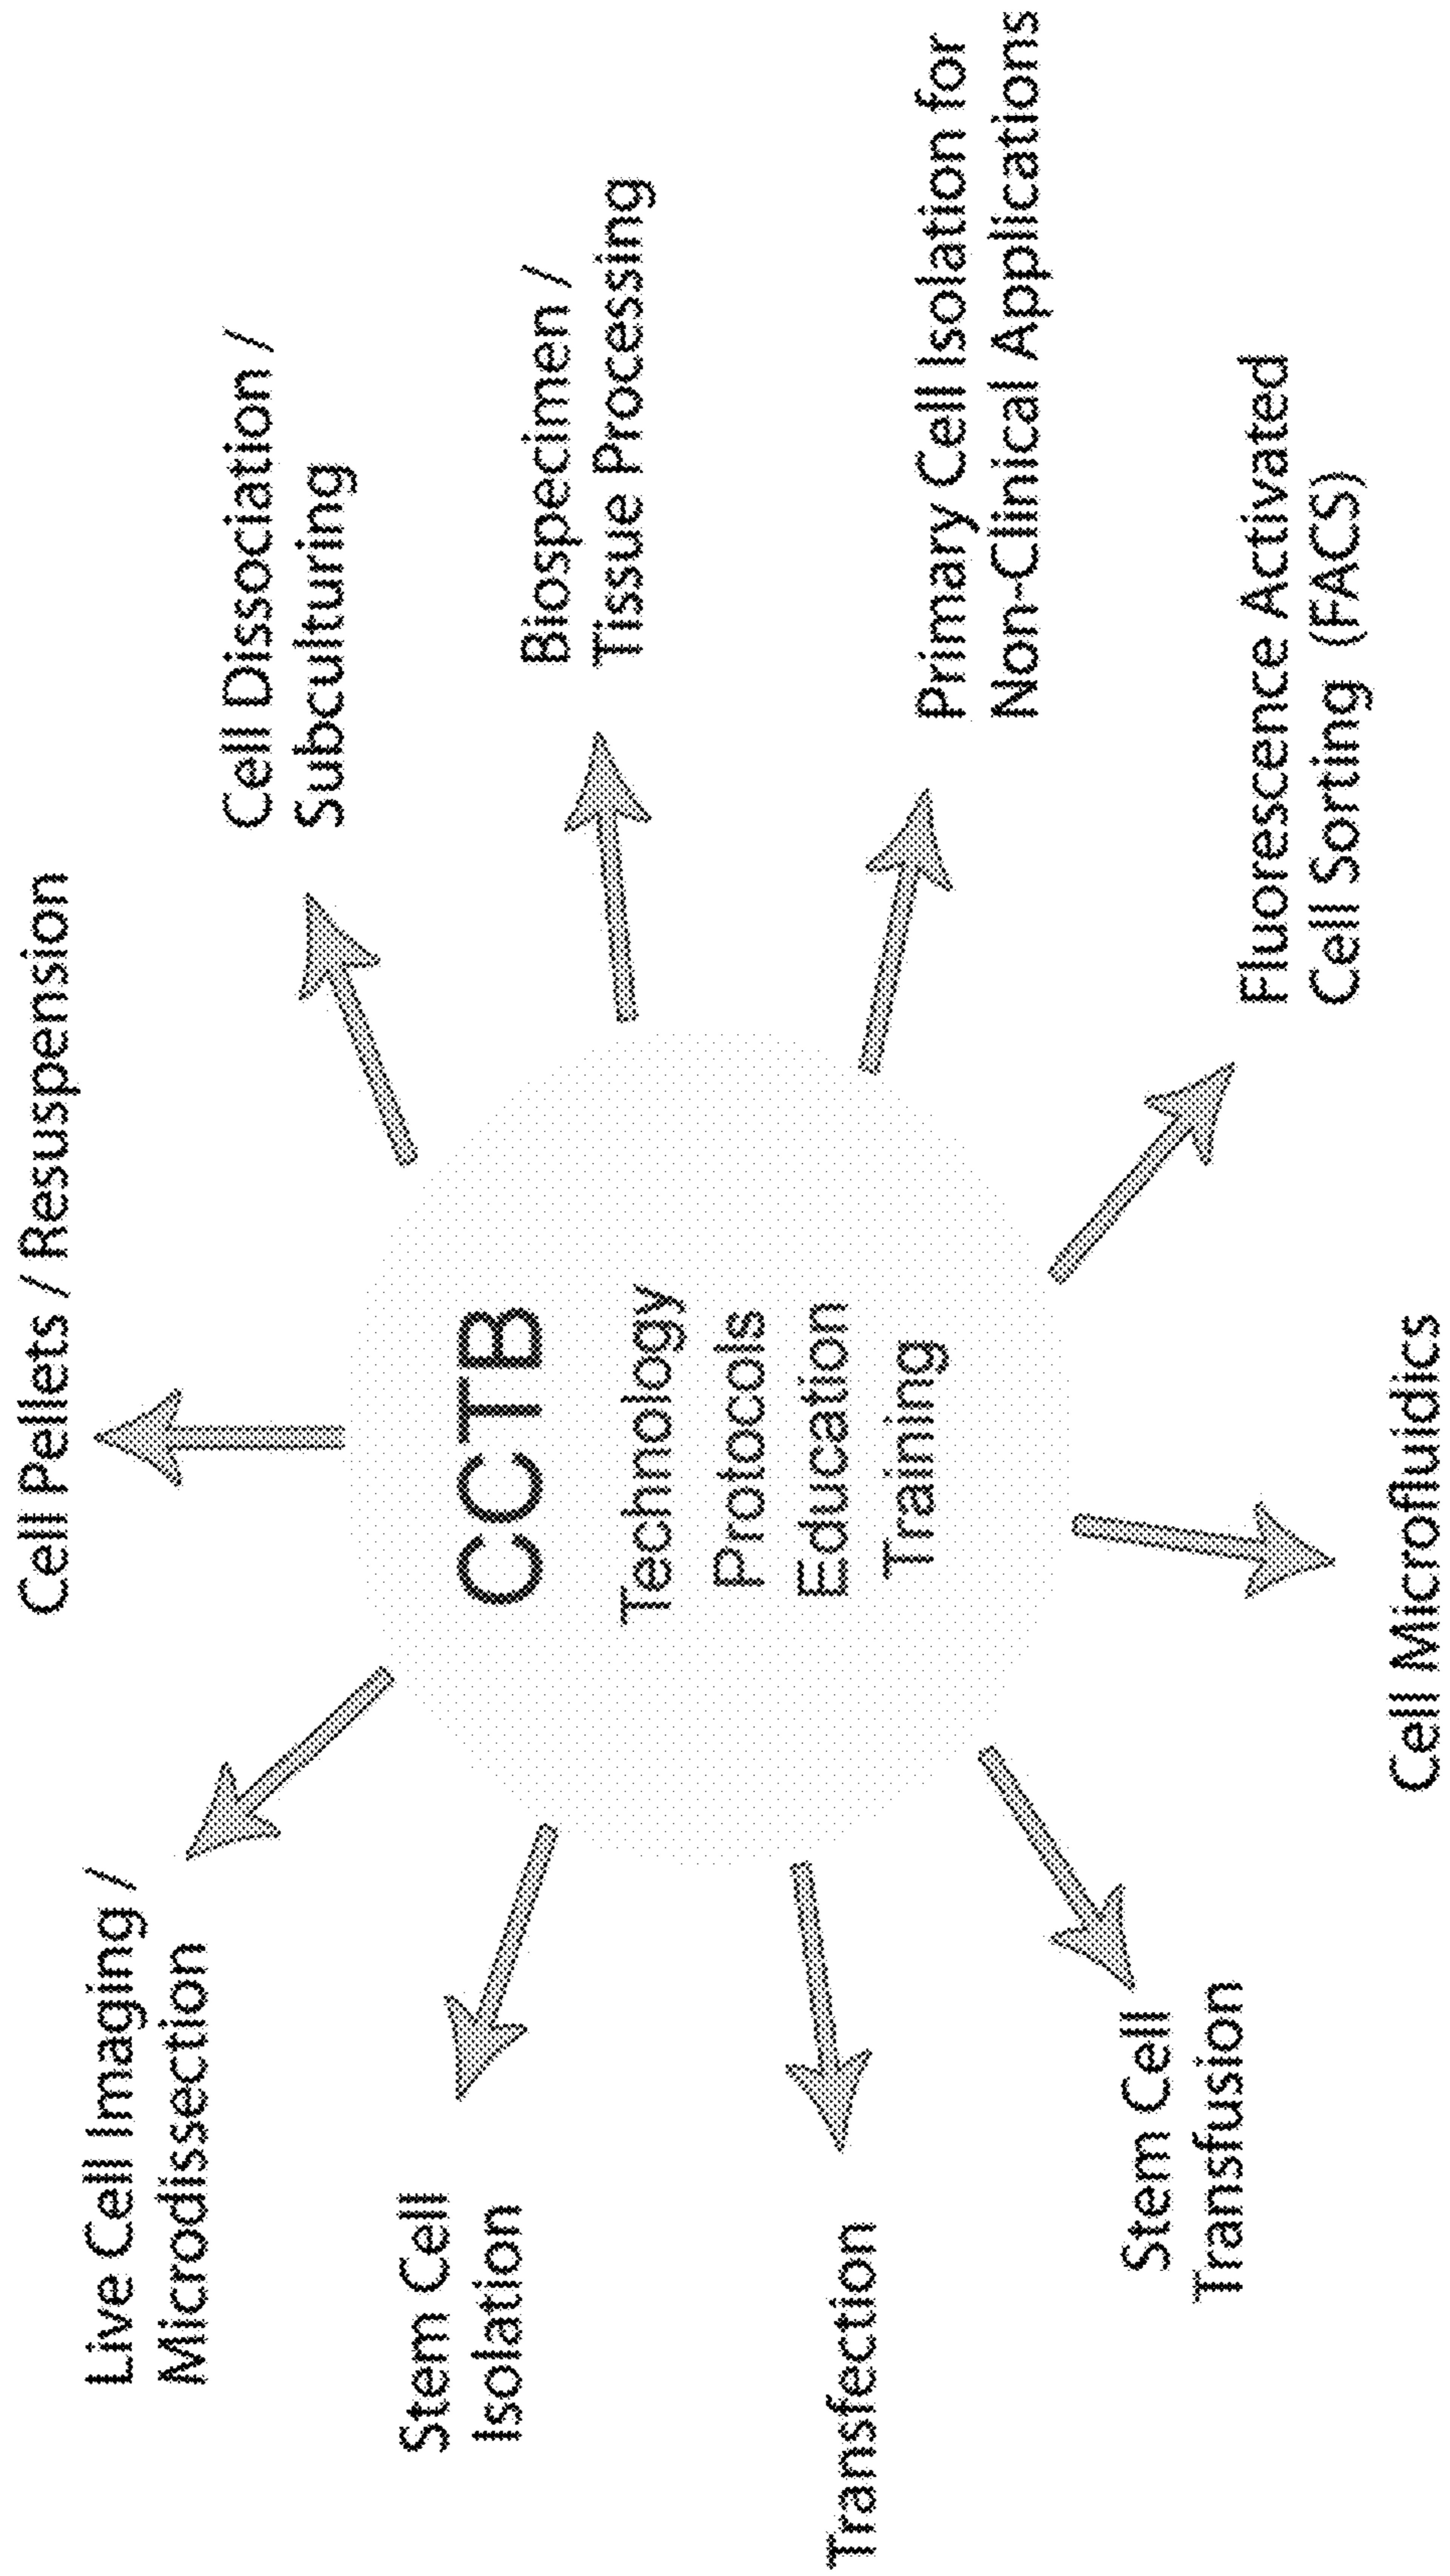 Cell Pellets / Resuspension
Cell Dissociation /
Subculturing
Biospecimen /
Tissue Processing
Primary Cell Isolation for
Non-Clinical Applications
Fluorescence Activated
Cell Sorting (FACS)
Cell Microfluidics
Stem Cell
Transfusion
Transfection
Stem Cell
Isolation
Live Cell Imaging /
Microdissection
CCTB
Technology
Protocols
Education
Training